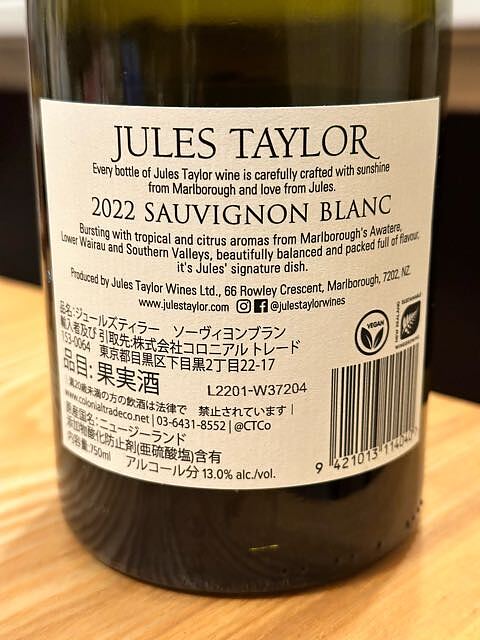 JULES TAYLOR
Every bottle of Jules Taylor wine is carefully crafted with sunshine
from Marlborough and love from Jules.
2022 SAUVIGNON BLANC
Bursting with tropical and citrus aromas from Marlborough's Awatere,
Lower Wairau and Southern Valleys, beautifully balanced and packed full of flavour,
it's Jules' signature dish.
Produced by Jules Taylor Wines Ltd., 66 Rowley Crescent, Marlborough, 7202, NZ.
www.julestaylor.com @julestaylorwines
品名:ジュールズティラー ソーヴィヨンブラン
輸入者及び引取先:株式会社コロニアルトレード
153-0064 東京都目黒区下目黒2丁目22-17
品目:果実酒
L2201-W37204
20歳未満の方の飲酒は法律で 禁止されています|
www.colonialtradeco.net | 03-6431-8552 | @CTCo
原産国名:ニュージーランド
添加物酸化防止剤(亜硫酸塩)含有
内容量:750ml アルコール分 13.0% alc./vol.
VEGAN
9 421013 114040